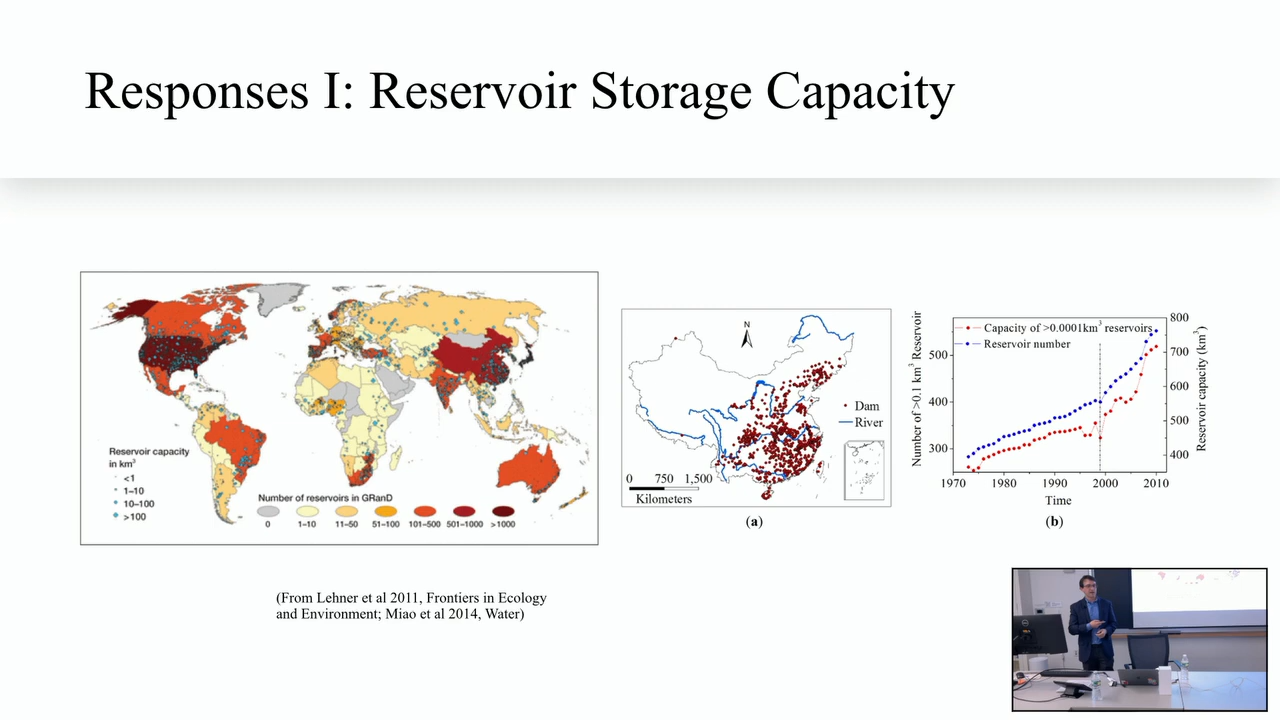 Responses I: Reservoir Storage Capacity
Reservoir capacity
in km³
<1
1–10
10–100
>100
Number of reservoirs in GRanD
0
1–10
11–50
51–100
101–500
501–1000
>1000
(From Lehner et al 2011, Frontiers in Ecology
and Environment; Miao et al 2014, Water)
N
Dam
River
0 750 1,500
Kilometers
(a)
Number of >0.1 km³ Reservoir
500
400
300
Capacity of >0.0001km³ reservoirs
Reservoir number
800
700
600
500
400
Reservoir capacity (km³)
1970 1980 1990 2000 2010
Time
(b)